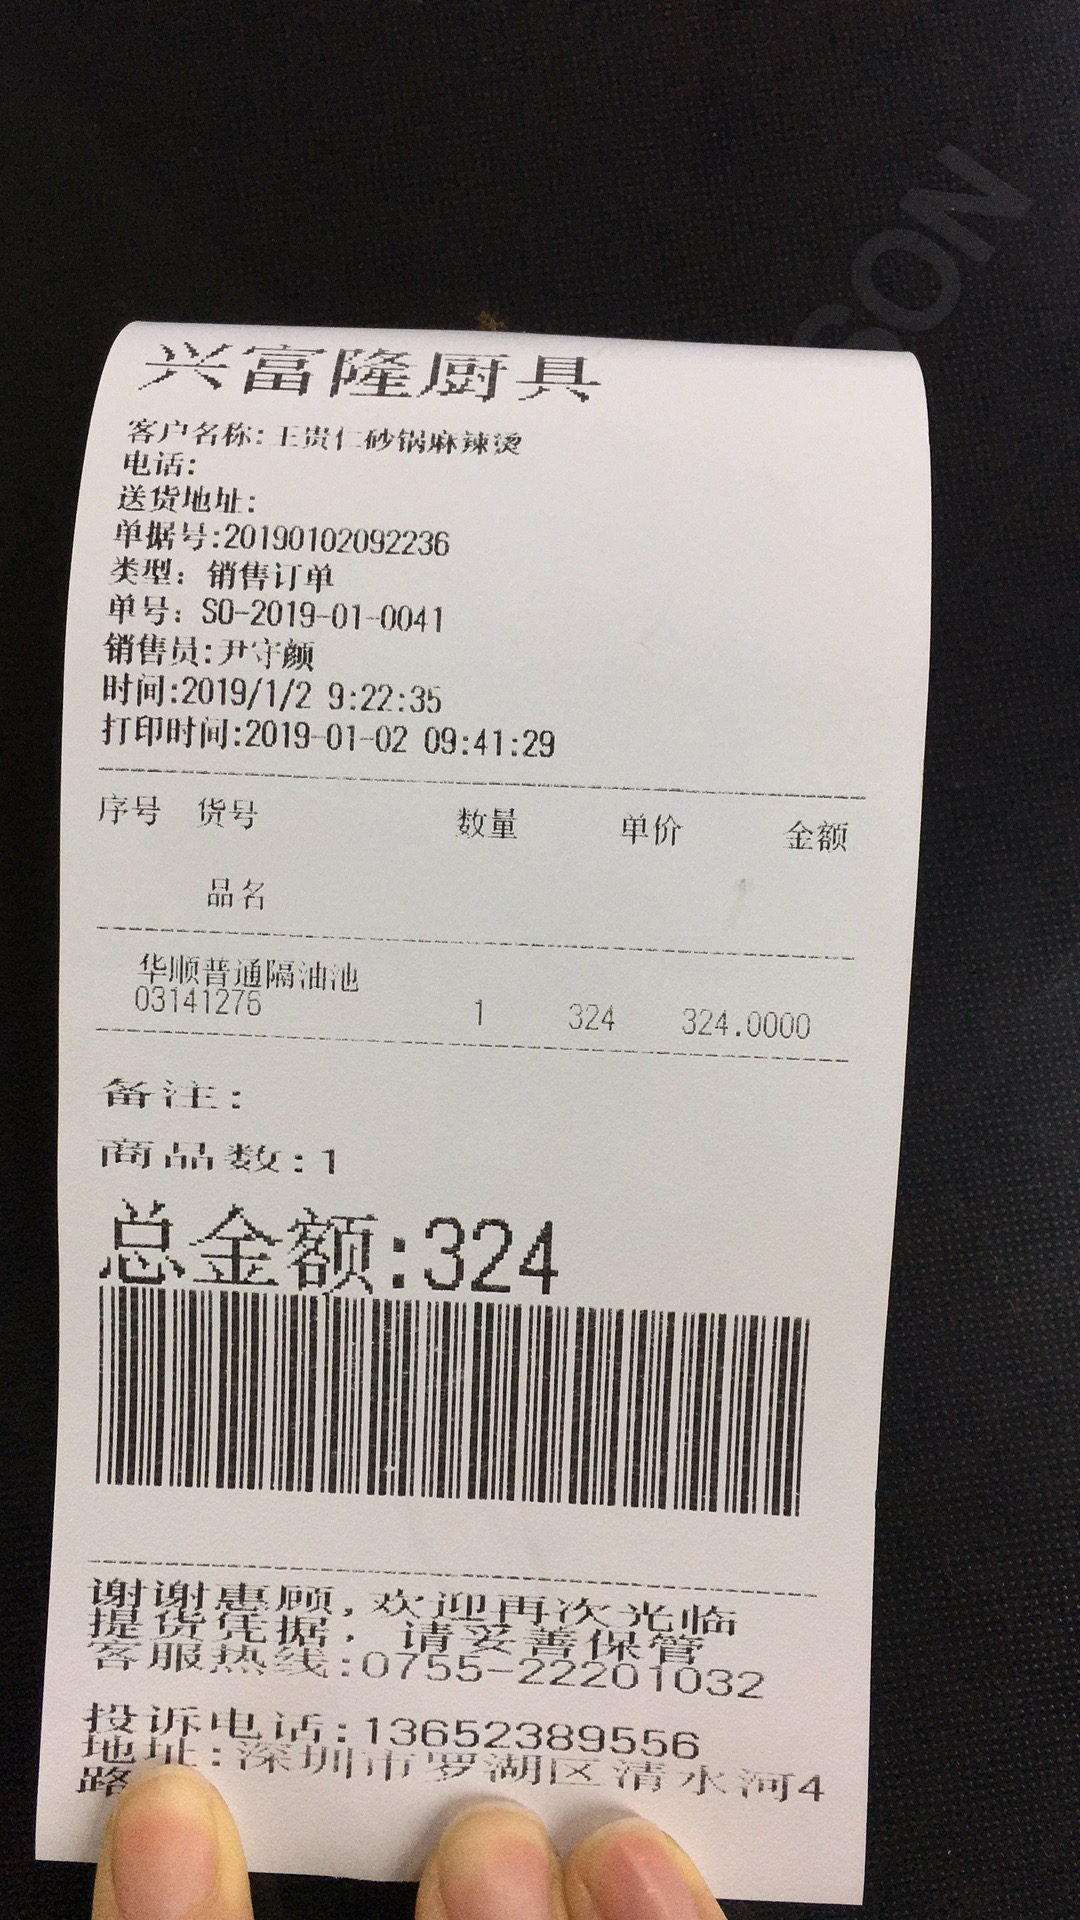 SON
兴富隆厨具
客户名称:王贵仁砂锅麻辣烫
电话:
送货地址:
单据号:20190102092236
类型: 销售订单
单号: SO-2019-01-0041
销售员:尹守颜
时间:2019/1/2 9:22:35
打印时间:2019-01-02 09:41:29
序号 货号 数量 单价 金额
品名
华顺普通隔油池
03141276 1 324 324.0000
备注:
商品数:1
总金额:324
谢谢惠顾,欢迎再次光临
提货凭据, 请妥善保管
客服热线:0755-22201032
投诉电话:13652389556
地址:深圳市罗湖区清水河4
路